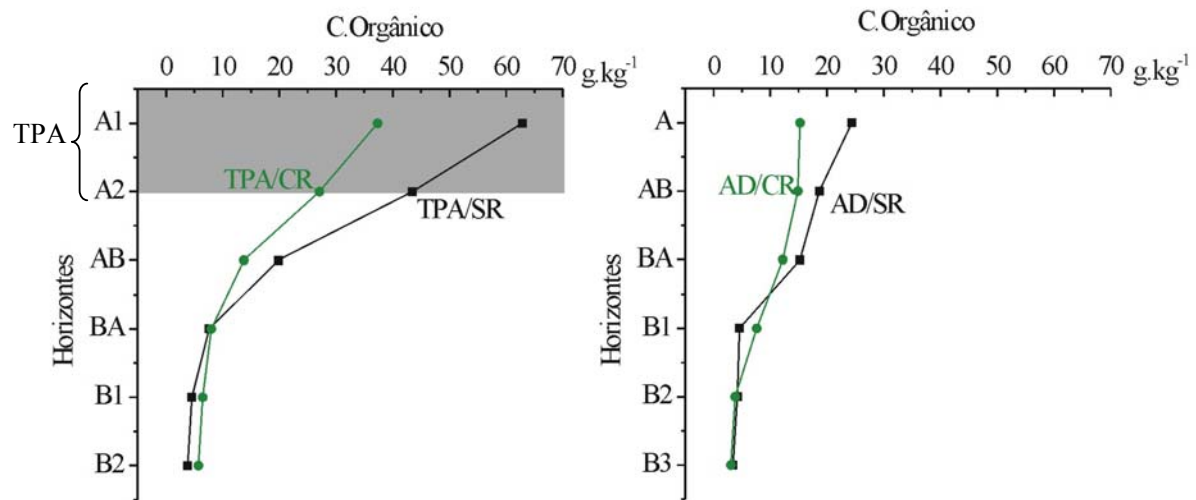 C.Orgânico
0 10 20 30 40 50 60 70 g.kg⁻¹
TPA
A1
A2
AB
BA
B1
B2
Horizontes
TPA/CR
TPA/SR
C.Orgânico
0 10 20 30 40 50 60 70 g.kg⁻¹
A
AB
BA
B1
B2
B3
Horizontes
AD/CR
AD/SR